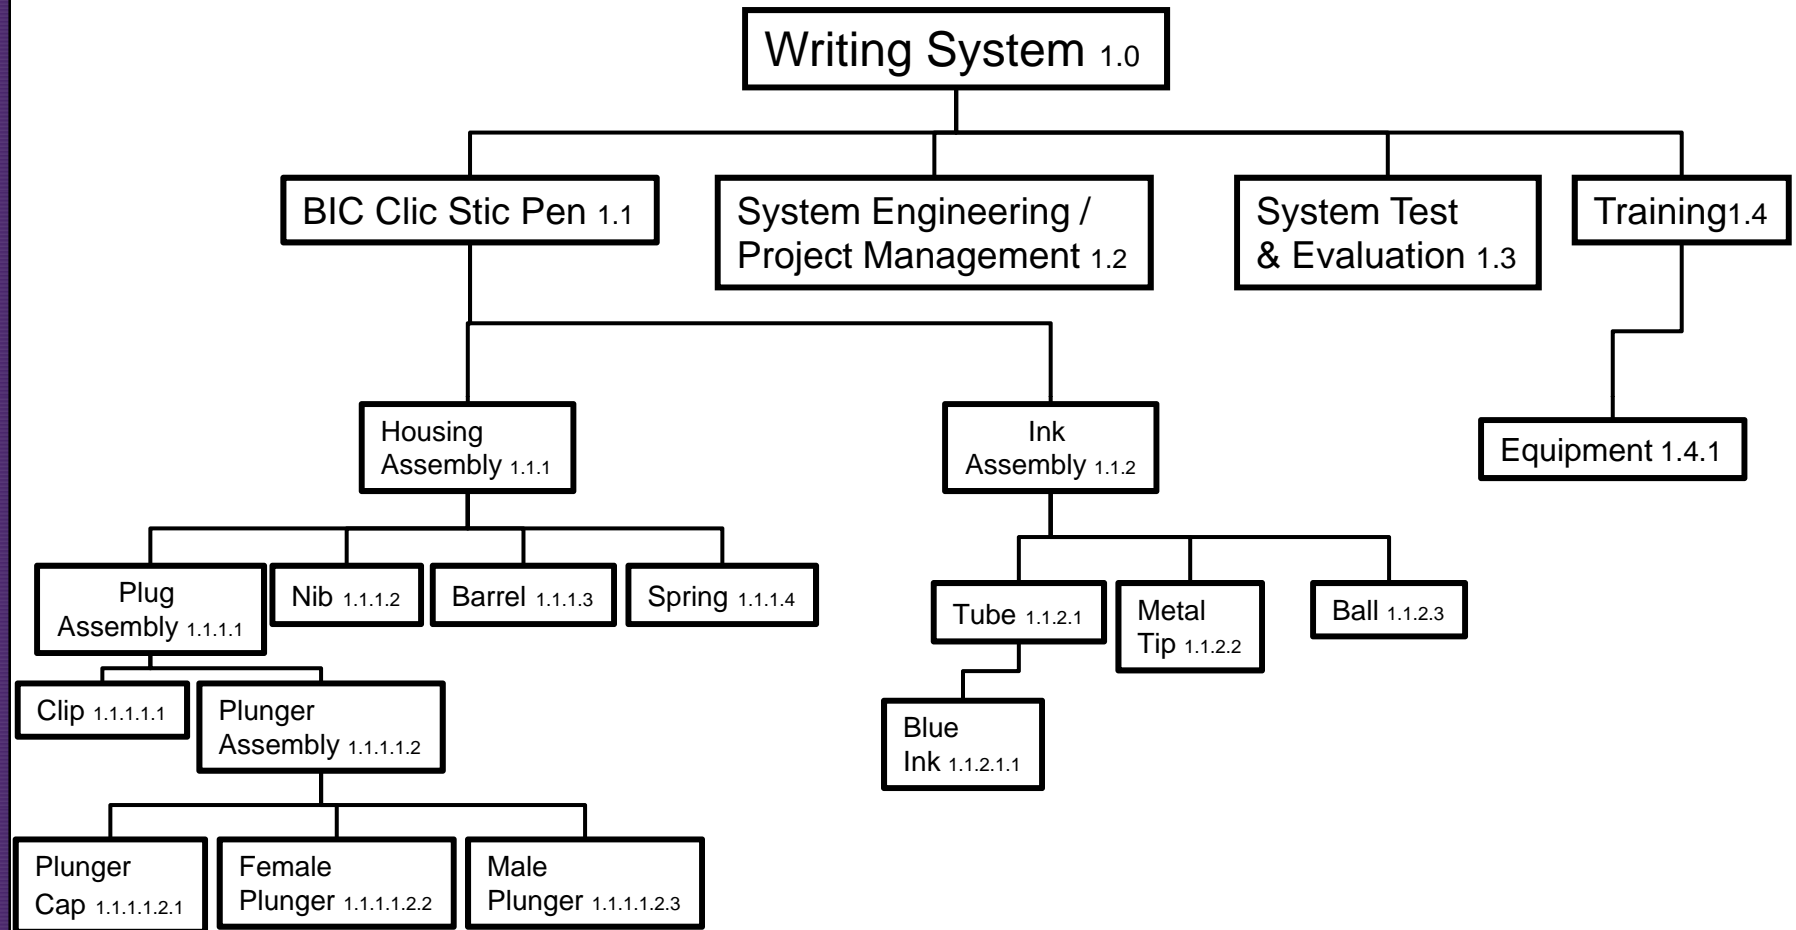 Writing System 1.0
BIC Clic Stic Pen 1.1
System Engineering /
Project Management 1.2
System Test
& Evaluation 1.3
Training1.4
Housing
Assembly 1.1.1
Ink
Assembly 1.1.2
Equipment 1.4.1
Plug
Assembly 1.1.1.1
Nib 1.1.1.2
Barrel 1.1.1.3
Spring 1.1.1.4
Tube 1.1.2.1
Metal
Tip 1.1.2.2
Ball 1.1.2.3
Clip 1.1.1.1.1
Plunger
Assembly 1.1.1.1.2
Blue
Ink 1.1.2.1.1
Plunger
Cap 1.1.1.1.2.1
Female
Plunger 1.1.1.1.2.2
Male
Plunger 1.1.1.1.2.3